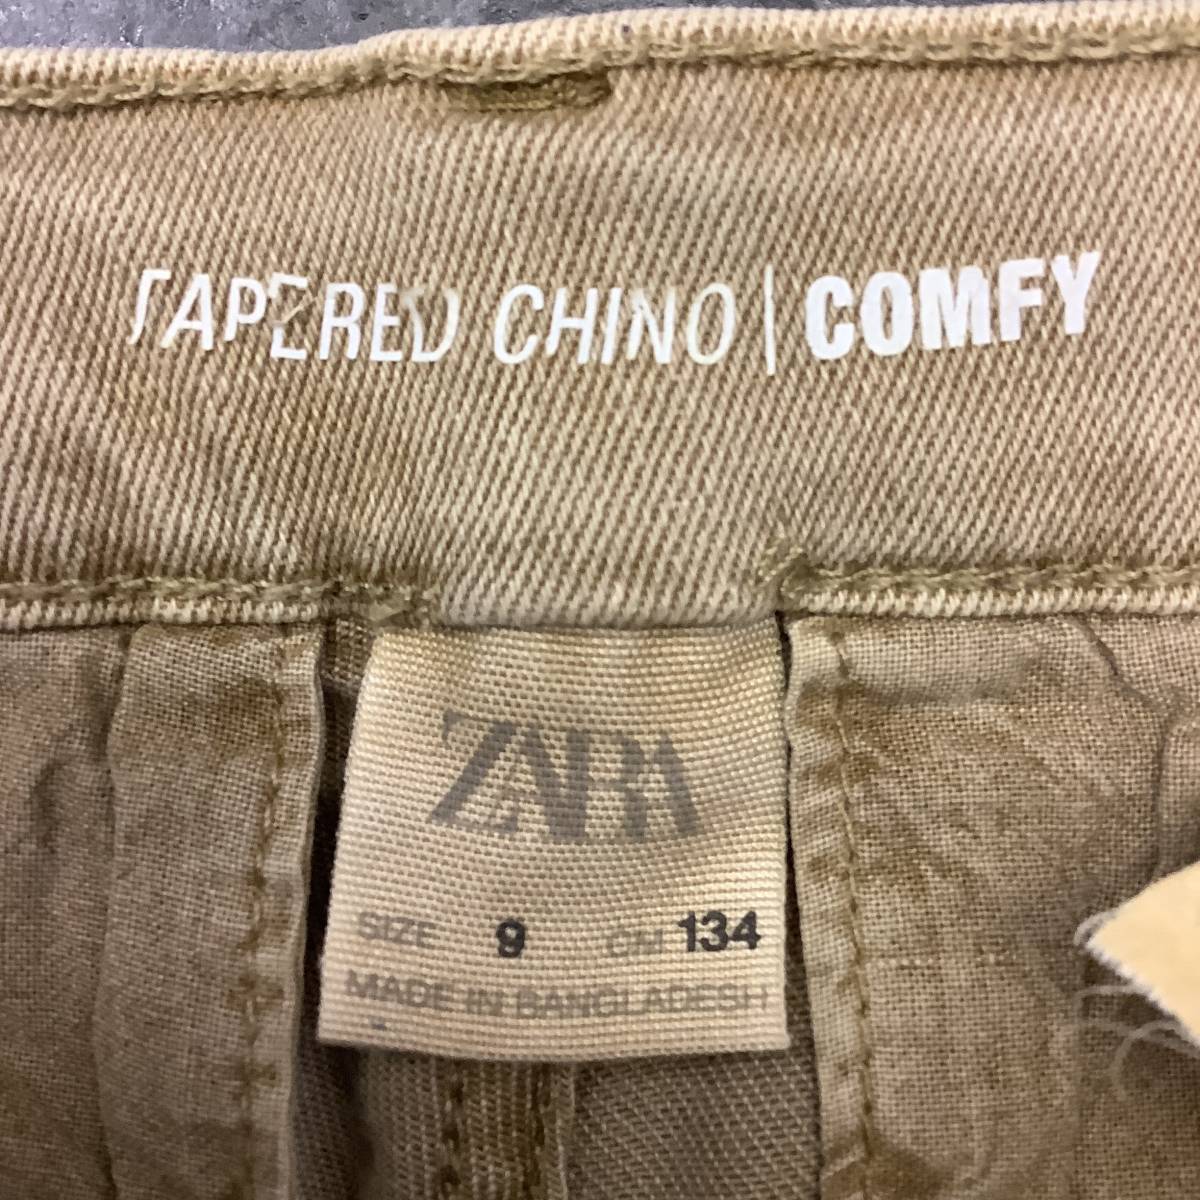 TAPERED CHINO | COMFY
ZARA
SIZE 9 CM 134
MADE IN BANGLADESH